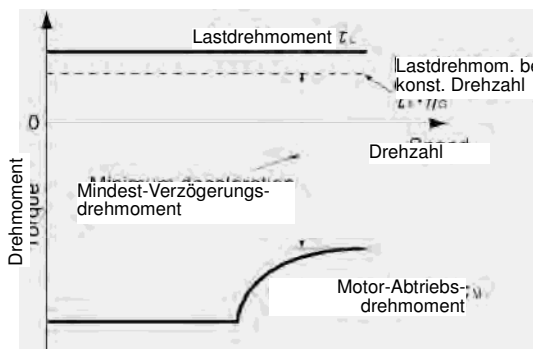 Lastdrehmoment τL
Lastdrehmom. be
konst. Drehzahl
0
Drehzahl
Mindest-Verzögerungs-
drehmoment
Drehmoment
Motor-Abtriebs-
drehmoment